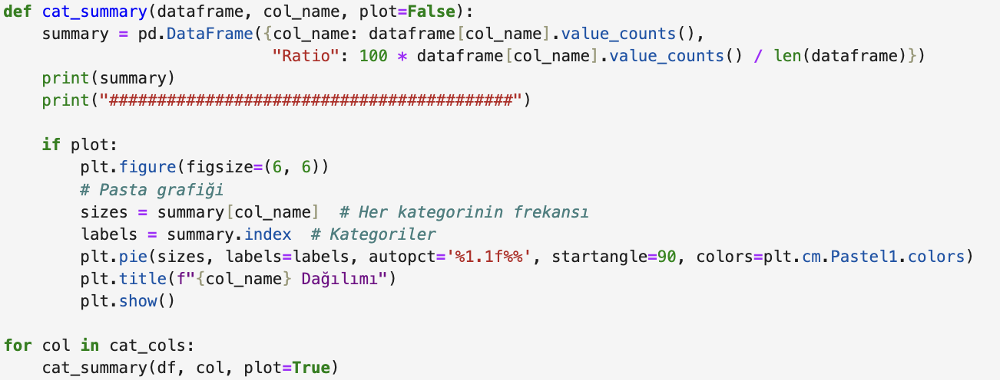 def cat_summary(dataframe, col_name, plot=False):
    summary = pd.DataFrame({col_name: dataframe[col_name].value_counts(),
                            "Ratio": 100 * dataframe[col_name].value_counts() / len(dataframe)})
    print(summary)
    print("##########################################")

    if plot:
        plt.figure(figsize=(6, 6))
        # Pasta grafiği
        sizes = summary[col_name]  # Her kategorinin frekansı
        labels = summary.index  # Kategoriler
        plt.pie(sizes, labels=labels, autopct='%1.1f%%', startangle=90, colors=plt.cm.Pastel1.colors)
        plt.title(f"{col_name} Dağılımı")
        plt.show()

for col in cat_cols:
    cat_summary(df, col, plot=True)